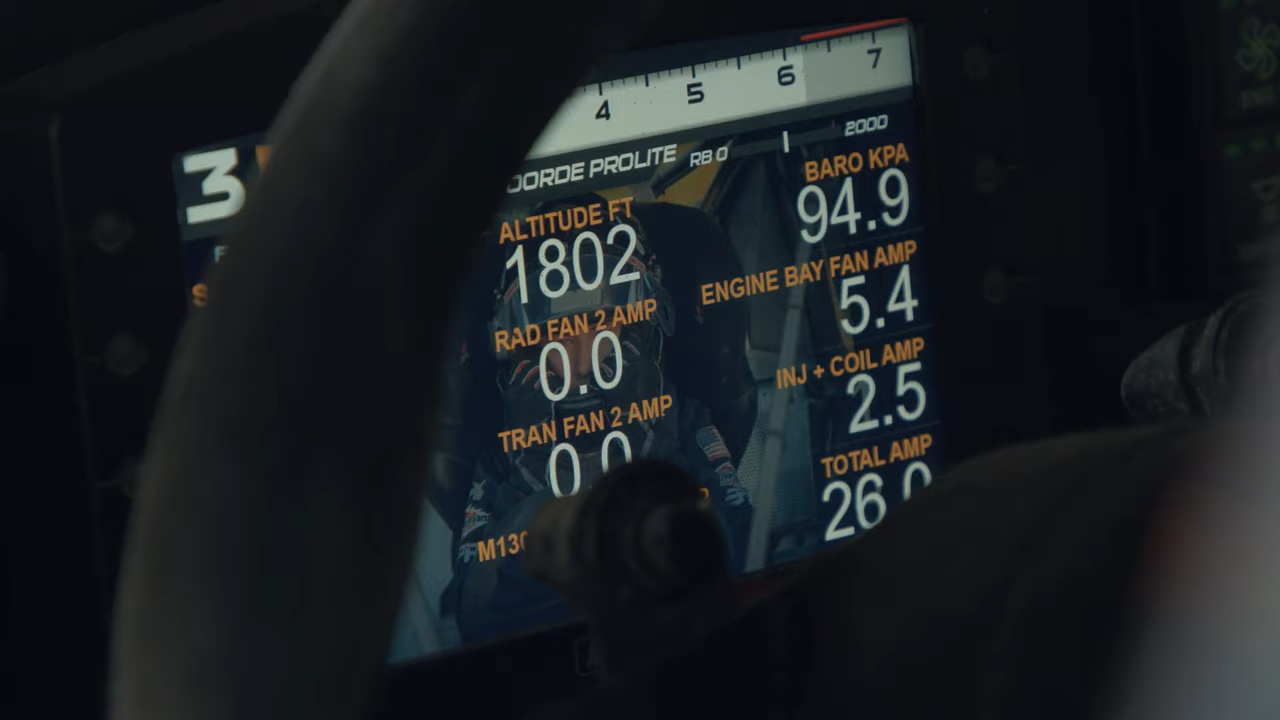 4 5 6 7
3
OORDE PROLITE RB 0 2000
ALTITUDE FT
1802
RAD FAN 2 AMP
0.0
TRAN FAN 2 AMP
0.0
BARO KPA
94.9
ENGINE BAY FAN AMP
5.4
INJ + COIL AMP
2.5
TOTAL AMP
26.0